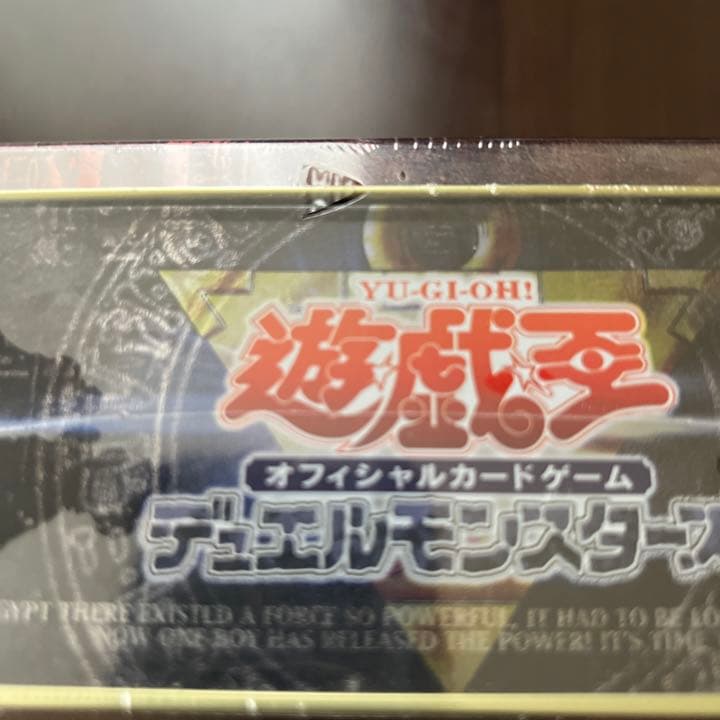 YU-GI-OH!
遊戯王
オフィシャルカードゲーム
デュエルモンスターズ
GYPT THERE EXISTED A FORCE SO POWERFUL, IT HAD TO BE LO
NOW ONE BOY HAS RELEASED THE POWER! IT'S TIME